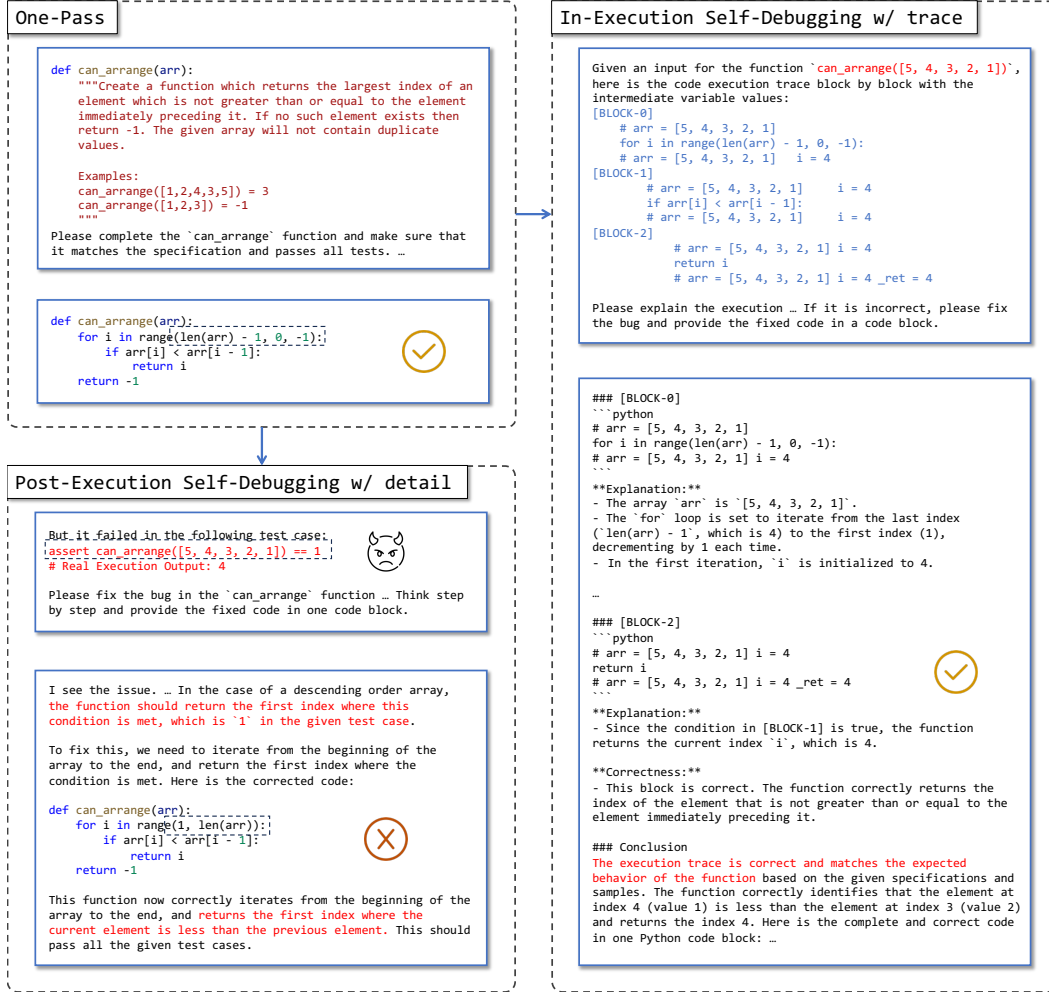 One-Pass
def can_arrange(arr):
"""Create a function which returns the largest index of an
element which is not greater than or equal to the element
immediately preceding it. If no such element exists then
return -1. The given array will not contain duplicate
values.
Examples:
can_arrange([1,2,4,3,5]) = 3
can_arrange([1,2,3]) = -1
"""
Please complete the `can_arrange` function and make sure that
it matches the specification and passes all tests. …
def can_arrange(arr):
for i in range(len(arr) - 1, 0, -1):
if arr[i] < arr[i - 1]:
return i
return -1
Post-Execution Self-Debugging w/ detail
But it failed in the following test case:
assert can_arrange([5, 4, 3, 2, 1]) == 1
# Real Execution Output: 4
Please fix the bug in the `can_arrange` function … Think step
by step and provide the fixed code in one code block.
I see the issue. … In the case of a descending order array,
the function should return the first index where this
condition is met, which is `1` in the given test case.
To fix this, we need to iterate from the beginning of the
array to the end, and return the first index where the
condition is met. Here is the corrected code:
def can_arrange(arr):
for i in range(1, len(arr)):
if arr[i] < arr[i - 1]:
return i
return -1
This function now correctly iterates from the beginning of the
array to the end, and returns the first index where the
current element is less than the previous element. This should
pass all the given test cases.
In-Execution Self-Debugging w/ trace
Given an input for the function `can_arrange([5, 4, 3, 2, 1])`,
here is the code execution trace block by block with the
intermediate variable values:
[BLOCK-0]
# arr = [5, 4, 3, 2, 1]
for i in range(len(arr) - 1, 0, -1):
# arr = [5, 4, 3, 2, 1] i = 4
[BLOCK-1]
# arr = [5, 4, 3, 2, 1] i = 4
if arr[i] < arr[i - 1]:
# arr = [5, 4, 3, 2, 1] i = 4
[BLOCK-2]
# arr = [5, 4, 3, 2, 1] i = 4
return i
# arr = [5, 4, 3, 2, 1] i = 4 _ret = 4
Please explain the execution … If it is incorrect, please fix
the bug and provide the fixed code in a code block.
### [BLOCK-0]
```python
# arr = [5, 4, 3, 2, 1]
for i in range(len(arr) - 1, 0, -1):
# arr = [5, 4, 3, 2, 1] i = 4
```
**Explanation:**
- The array `arr` is `[5, 4, 3, 2, 1]`.
- The `for` loop is set to iterate from the last index
(`len(arr) - 1`, which is 4) to the first index (1),
decrementing by 1 each time.
- In the first iteration, `i` is initialized to 4.
…
### [BLOCK-2]
```python
# arr = [5, 4, 3, 2, 1] i = 4
return i
# arr = [5, 4, 3, 2, 1] i = 4 _ret = 4
```
**Explanation:**
- Since the condition in [BLOCK-1] is true, the function
returns the current index `i`, which is 4.
**Correctness:**
- This block is correct. The function correctly returns the
index of the element that is not greater than or equal to the
element immediately preceding it.
### Conclusion
The execution trace is correct and matches the expected
behavior of the function based on the given specifications and
samples. The function correctly identifies that the element at
index 4 (value 1) is less than the element at index 3 (value 2)
and returns the index 4. Here is the complete and correct code
in one Python code block: …